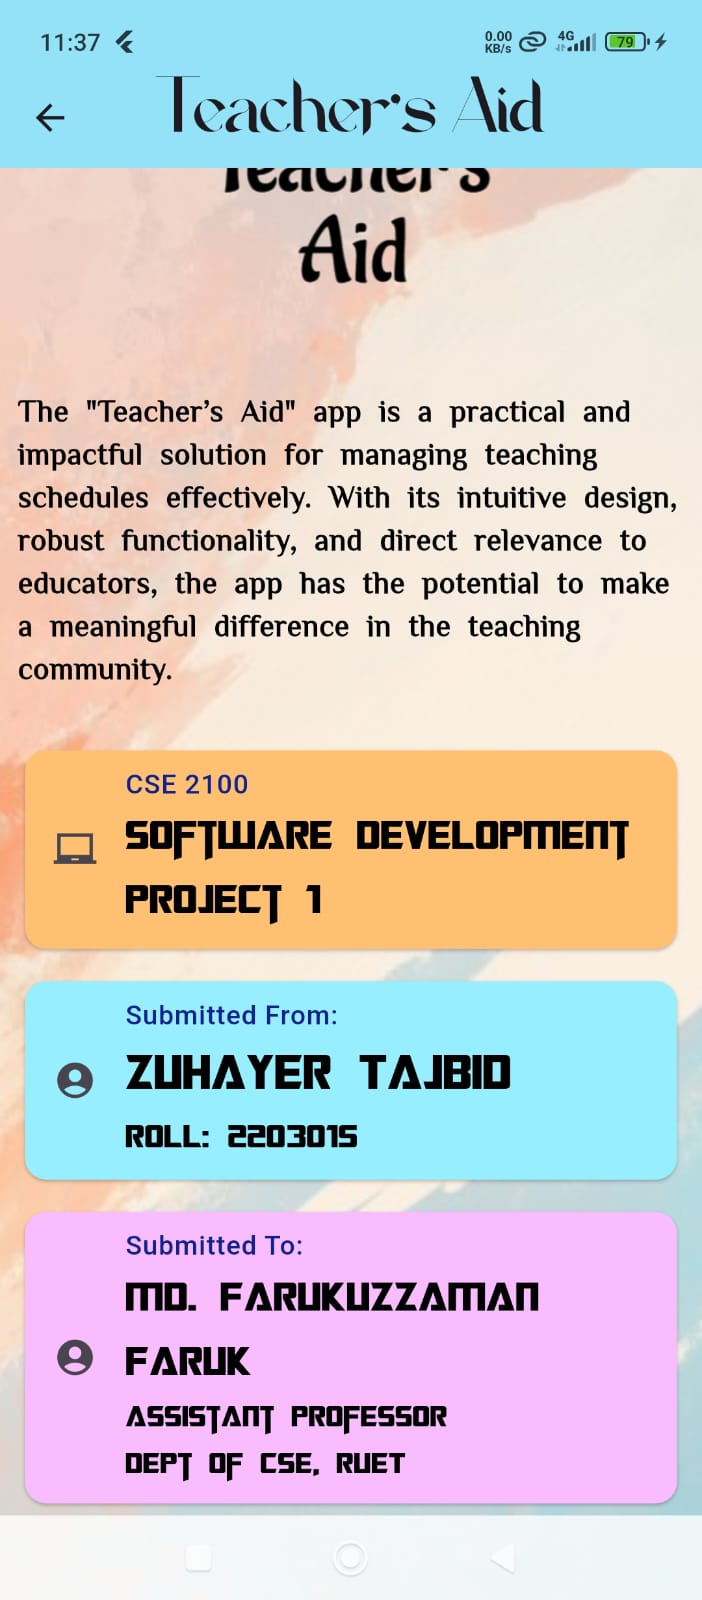 11:37
0.00
KB/s
4G
79
Teacher's Aid
Teacher's
Aid
The "Teacher’s Aid" app is a practical and
impactful solution for managing teaching
schedules effectively. With its intuitive design,
robust functionality, and direct relevance to
educators, the app has the potential to make
a meaningful difference in the teaching
community.
CSE 2100
SOFTWARE DEVELOPMENT
PROJECT 1
Submitted From:
ZUHAYER TAJBID
ROLL: 2203015
Submitted To:
MD. FARUKUZZAMAN
FARUK
ASSISTANT PROFESSOR
DEPT OF CSE, RUET